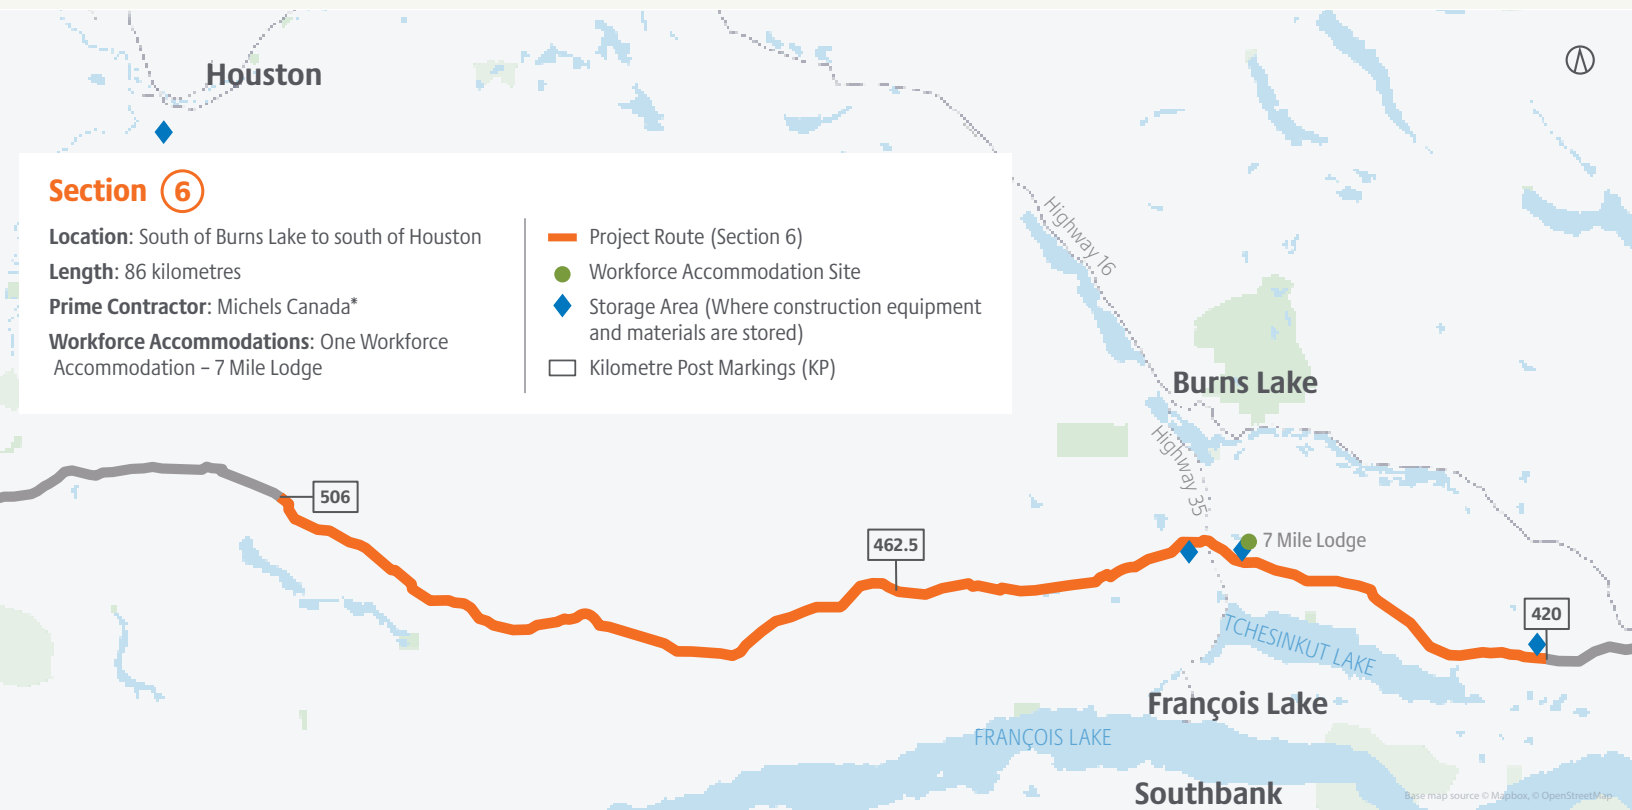 Houston
Section 6
Location: South of Burns Lake to south of Houston
Length: 86 kilometres
Prime Contractor: Michels Canada*
Workforce Accommodations: One Workforce
Accommodation – 7 Mile Lodge
Project Route (Section 6)
Workforce Accommodation Site
Storage Area (Where construction equipment
and materials are stored)
Kilometre Post Markings (KP)
Highway 16
Burns Lake
Highway 35
506
462.5
7 Mile Lodge
420
TCHESINKUT LAKE
François Lake
FRANÇOIS LAKE
Southbank
Base map source © Mapbox, © OpenStreetMap